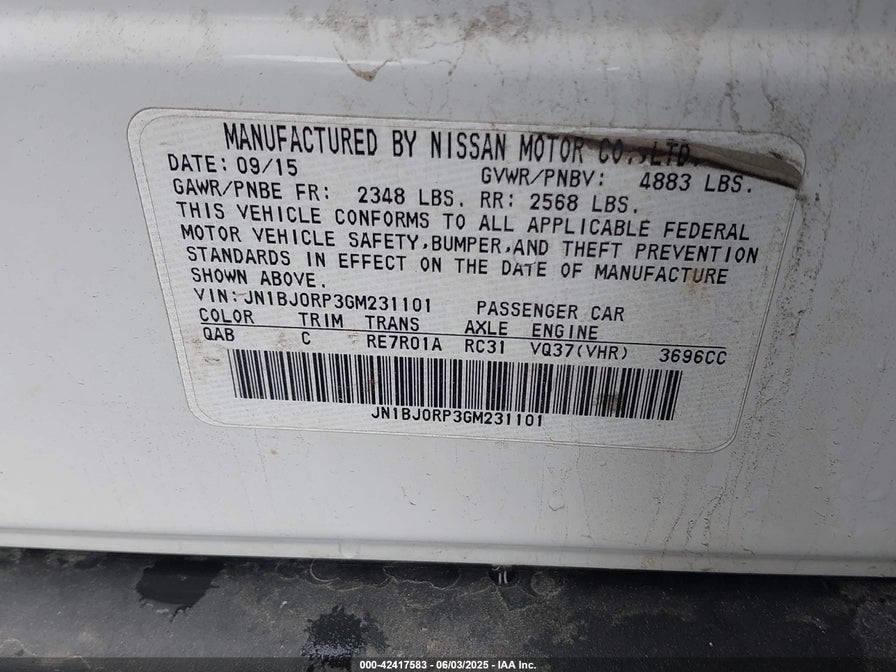 MANUFACTURED BY NISSAN MOTOR CO., LTD.
DATE: 09/15 GVWR/PNBV: 4883 LBS.
GAWR/PNBE FR: 2348 LBS. RR: 2568 LBS.
THIS VEHICLE CONFORMS TO ALL APPLICABLE FEDERAL
MOTOR VEHICLE SAFETY,BUMPER,AND THEFT PREVENTION
STANDARDS IN EFFECT ON THE DATE OF MANUFACTURE
SHOWN ABOVE.
VIN:JN1BJ0RP3GM231101 PASSENGER CAR
COLOR TRIM TRANS AXLE ENGINE
QAB C RE7R01A RC31 VQ37(VHR) 3696CC
JN1BJ0RP3GM231101
000-42417583 - 06/03/2025 - IAA Inc.